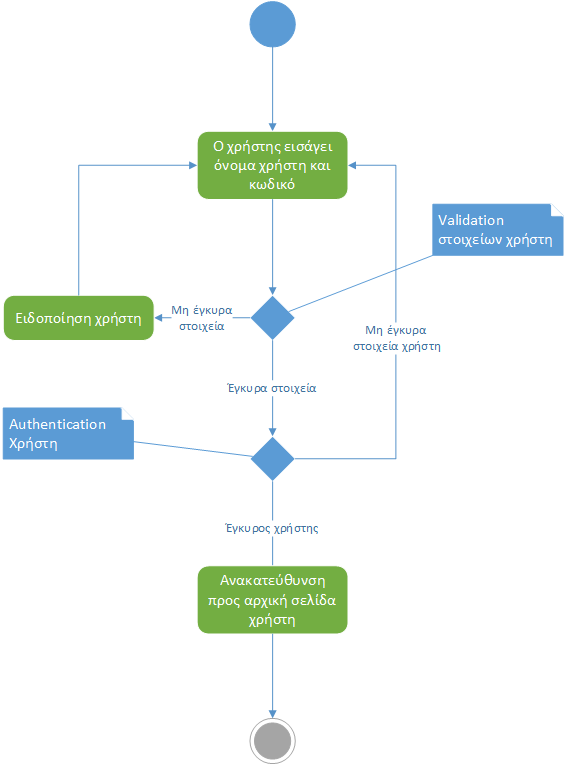 Ο χρήστης εισάγει
όνομα χρήστη και
κωδικό
Validation
στοιχείων χρήστη
Ειδοποίηση χρήστη
Μη έγκυρα
στοιχεία
Μη έγκυρα
στοιχεία χρήστη
Έγκυρα στοιχεία
Authentication
Χρήστη
Έγκυρος χρήστης
Ανακατεύθυνση
προς αρχική σελίδα
χρήστη